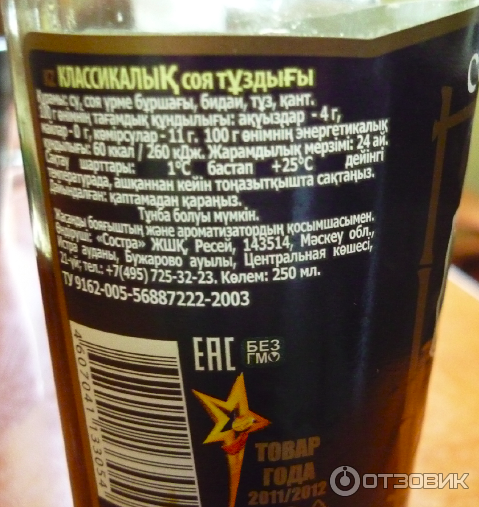 KZ КЛАССИКАЛЫҚ СОЯ ТҰЗДЫҒЫ
Құрамы: су, соя үрме бұршағы, бидай, тұз, қант.
100 г өнімнің тағамдық құндылығы: ақуыздар - 4 г,
майлар - 0 г, көмірсулар - 11 г. 100 г өнімнің энергетикалық
құндылығы: 60 ккал / 260 кДж. Жарамдылық мерзімі: 24 ай.
Сақтау шарттары: 1°С бастап +25°С дейінгі
температурада, ашқаннан кейін тоңазытқышта сақтаңыз.
Дайындалған: қаптамадан қараңыз.
Тұнба болуы мүмкін.
Жасанды бояғыштың және ароматизатордың қосымшасымен.
Өндіруші: «Состра» ЖШҚ, Ресей, 143514, Мәскеу обл.,
Истра ауданы, Бужарово ауылы, Центральная көшесі,
21-үй; тел.: +7(495) 725-32-23. Көлем: 250 мл.
ТУ 9162-005-56887222-2003
ЕАС
БЕЗ
ГМО
4607041 133054
ТОВАР
ГОДА
2011/2012
ОТЗОВИК